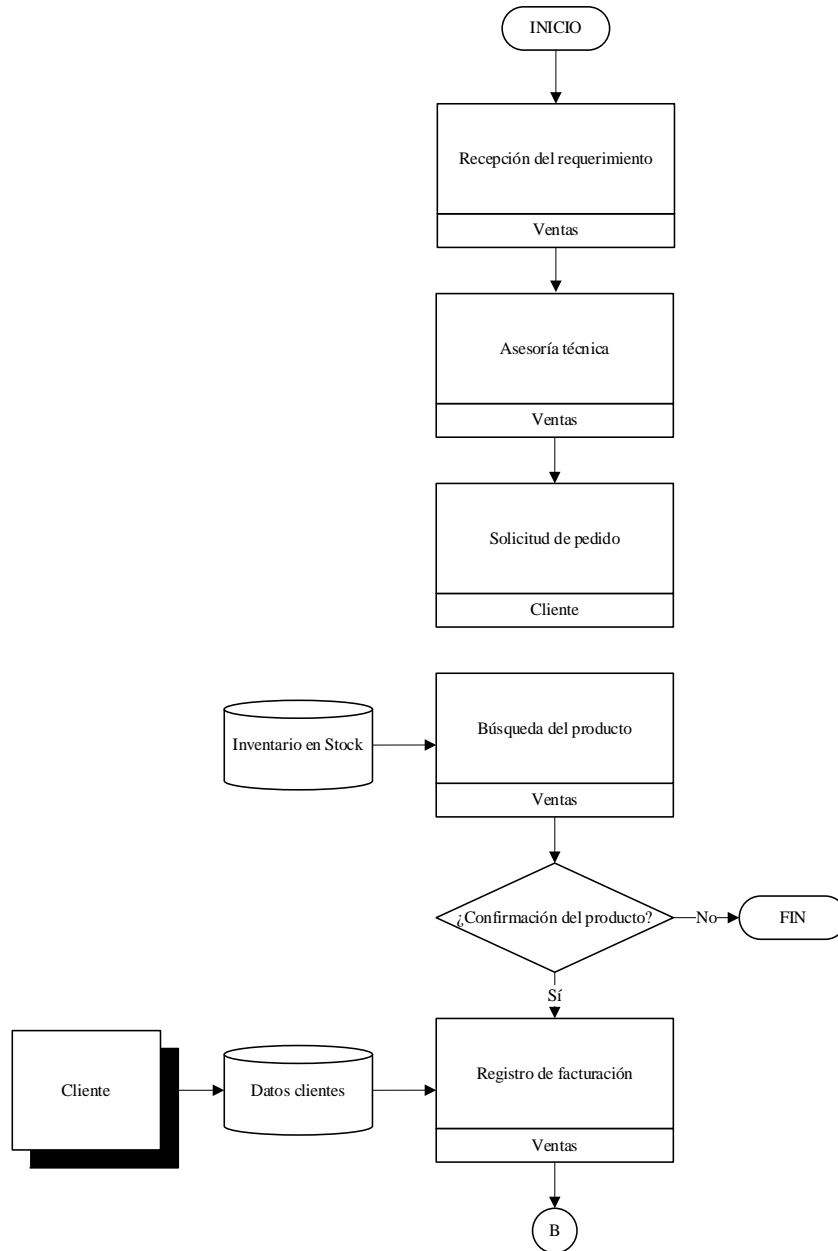 INICIO
Recepción del requerimiento
Ventas
Asesoría técnica
Ventas
Solicitud de pedido
Cliente
Inventario en Stock
Búsqueda del producto
Ventas
¿Confirmación del producto?
No
FIN
Sí
Cliente
Datos clientes
Registro de facturación
Ventas
B